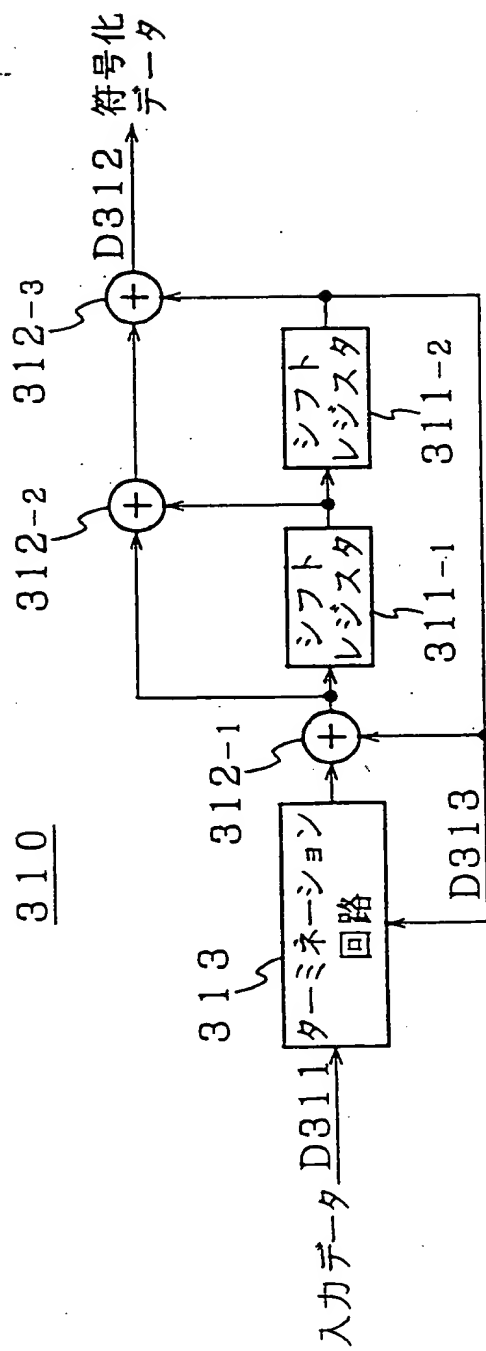 310
入力データ D311
313
ターミネーション
回路
D313
312-1
シフト
レジスタ
311-1
312-2
シフト
レジスタ
311-2
312-3
D312 符号化
データ